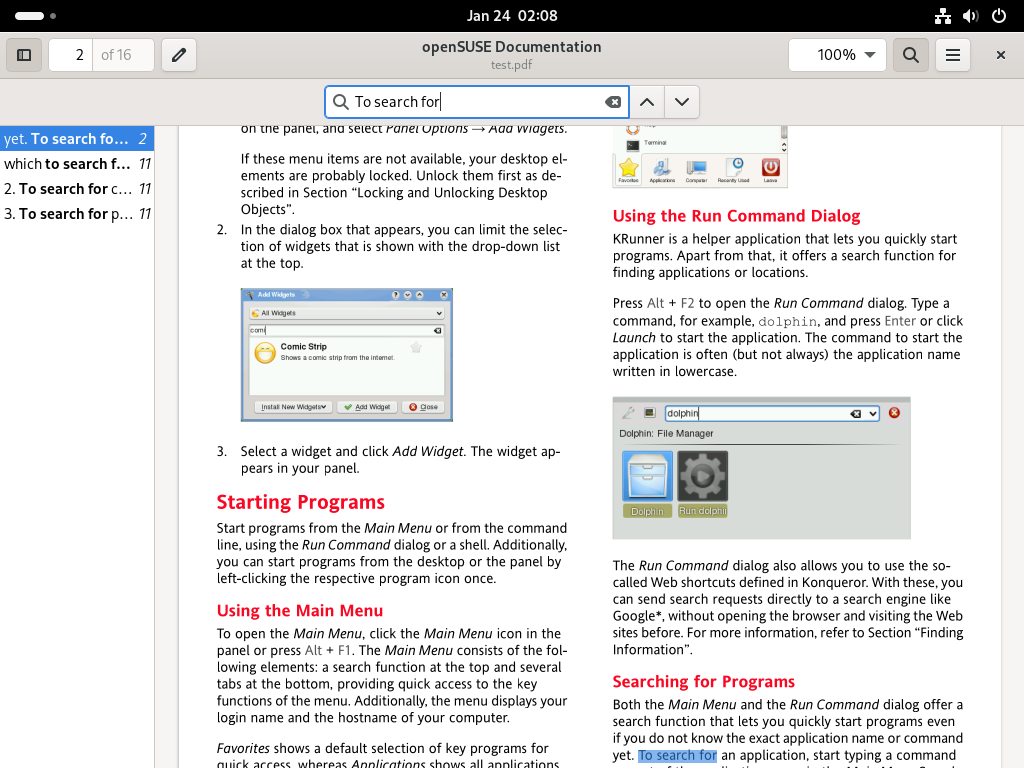 Jan 24 02:08
2 of 16
openSUSE Documentation
test.pdf
100%
To search for
yet. To search fo... 2
which to search f... 11
2. To search for c... 11
3. To search for p... 11
on the panel, and select Panel Options → Add Widgets.
If these menu items are not available, your desktop el-
ements are probably locked. Unlock them first as de-
scribed in Section “Locking and Unlocking Desktop
Objects”.
2. In the dialog box that appears, you can limit the selec-
tion of widgets that is shown with the drop-down list
at the top.
Add Widgets
All Widgets
comi
Comic Strip
Shows a comic strip from the internet.
Install New Widgets
Add Widget
Close
3. Select a widget and click Add Widget. The widget ap-
pears in your panel.
Starting Programs
Start programs from the Main Menu or from the command
line, using the Run Command dialog or a shell. Additionally,
you can start programs from the desktop or the panel by
left-clicking the respective program icon once.
Using the Main Menu
To open the Main Menu, click the Main Menu icon in the
panel or press Alt + F1. The Main Menu consists of the fol-
lowing elements: a search function at the top and several
tabs at the bottom, providing quick access to the key
functions of the menu. Additionally, the menu displays your
login name and the hostname of your computer.
Favorites shows a default selection of key programs for
quick access, whereas Applications shows all applications
Terminal
Favorites Applications Computer Recently Used Leave
Using the Run Command Dialog
KRunner is a helper application that lets you quickly start
programs. Apart from that, it offers a search function for
finding applications or locations.
Press Alt + F2 to open the Run Command dialog. Type a
command, for example, dolphin, and press Enter or click
Launch to start the application. The command to start the
application is often (but not always) the application name
written in lowercase.
dolphin
Dolphin: File Manager
Dolphin
Run dolphin
The Run Command dialog also allows you to use the so-
called Web shortcuts defined in Konqueror. With these, you
can send search requests directly to a search engine like
Google*, without opening the browser and visiting the Web
sites before. For more information, refer to Section “Finding
Information”.
Searching for Programs
Both the Main Menu and the Run Command dialog offer a
search function that lets you quickly start programs even
if you do not know the exact application name or command
yet. To search for an application, start typing a command